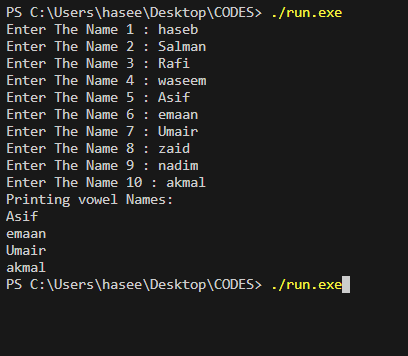 PS C:\Users\hasee\Desktop\CODES> ./run.exe
Enter The Name 1 : haseb
Enter The Name 2 : Salman
Enter The Name 3 : Rafi
Enter The Name 4 : waseem
Enter The Name 5 : Asif
Enter The Name 6 : emaan
Enter The Name 7 : Umair
Enter The Name 8 : zaid
Enter The Name 9 : nadim
Enter The Name 10 : akmal
Printing vowel Names:
Asif
emaan
Umair
akmal
PS C:\Users\hasee\Desktop\CODES> ./run.exe